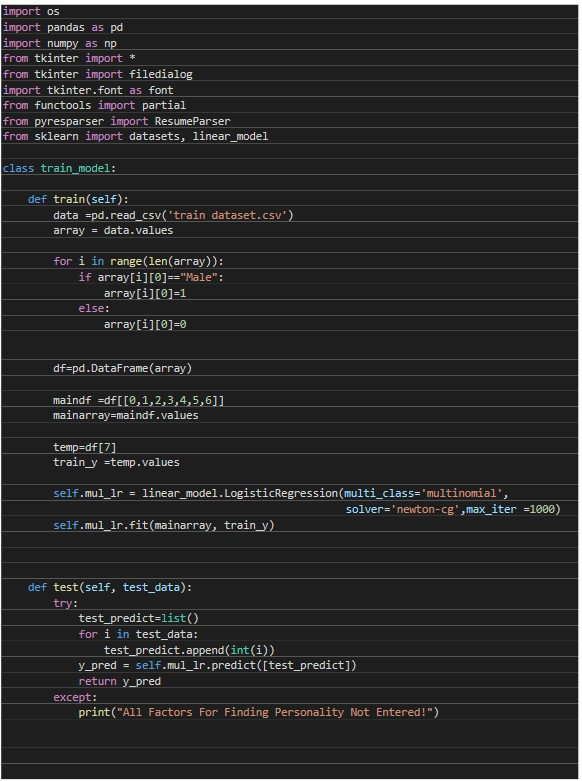 import os
import pandas as pd
import numpy as np
from tkinter import *
from tkinter import filedialog
import tkinter.font as font
from functools import partial
from pyresparser import ResumeParser
from sklearn import datasets, linear_model

class train_model:

    def train(self):
        data =pd.read_csv('train dataset.csv')
        array = data.values

        for i in range(len(array)):
            if array[i][0]=="Male":
                array[i][0]=1
            else:
                array[i][0]=0


        df=pd.DataFrame(array)

        maindf =df[[0,1,2,3,4,5,6]]
        mainarray=maindf.values

        temp=df[7]
        train_y =temp.values

        self.mul_lr = linear_model.LogisticRegression(multi_class='multinomial',
                                                      solver='newton-cg',max_iter =1000)
        self.mul_lr.fit(mainarray, train_y)



    def test(self, test_data):
        try:
            test_predict=list()
            for i in test_data:
                test_predict.append(int(i))
            y_pred = self.mul_lr.predict([test_predict])
            return y_pred
        except:
            print("All Factors For Finding Personality Not Entered!")